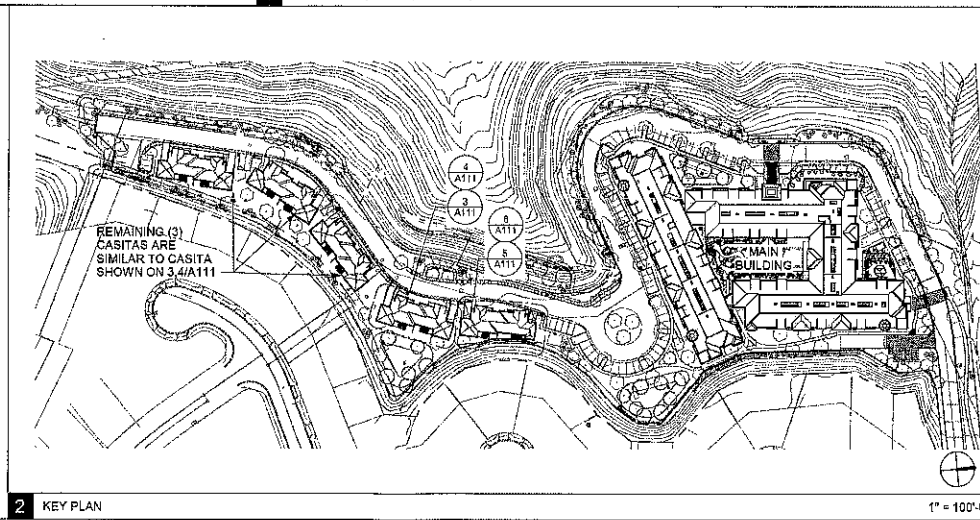 4
A111
3
A111
6
A111
5
A111
REMAINING (3)
CASITAS ARE
SIMILAR TO CASITA
SHOWN ON 3,4/A111
MAIN
BUILDING
2 KEY PLAN
1" = 100'-